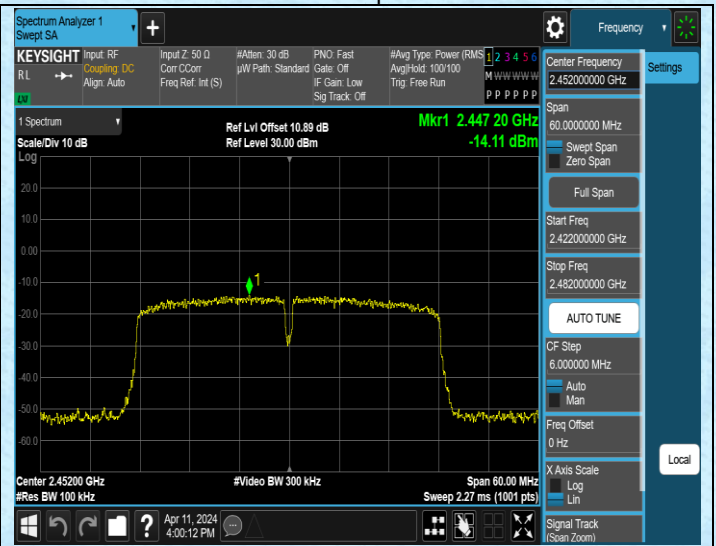 Spectrum Analyzer 1
Swept SA
Frequency
KEYSIGHT
RL
LXI
Input: RF
Coupling: DC
Align: Auto
Input Z: 50 Ω
Corr CCorr
Freq Ref: Int (S)
#Atten: 30 dB
µW Path: Standard
PNO: Fast
Gate: Off
IF Gain: Low
Sig Track: Off
#Avg Type: Power (RMS
Avg|Hold: 100/100
Trig: Free Run
1 2 3 4 5 6
M W W W W W
P P P P P P
1 Spectrum
Scale/Div 10 dB
Log
Ref Lvl Offset 10.89 dB
Ref Level 30.00 dBm
Mkr1 2.447 20 GHz
-14.11 dBm
20.0
10.0
0.00
-10.0
-20.0
-30.0
-40.0
-50.0
-60.0
1
Center 2.45200 GHz
#Res BW 100 kHz
#Video BW 300 kHz
Span 60.00 MHz
Sweep 2.27 ms (1001 pts)
Apr 11, 2024
4:00:12 PM
Center Frequency
2.452000000 GHz
Span
60.0000000 MHz
Swept Span
Zero Span
Full Span
Start Freq
2.422000000 GHz
Stop Freq
2.482000000 GHz
AUTO TUNE
CF Step
6.000000 MHz
Auto
Man
Freq Offset
0 Hz
X Axis Scale
Log
Lin
Signal Track
(Span Zoom)
Settings
Local